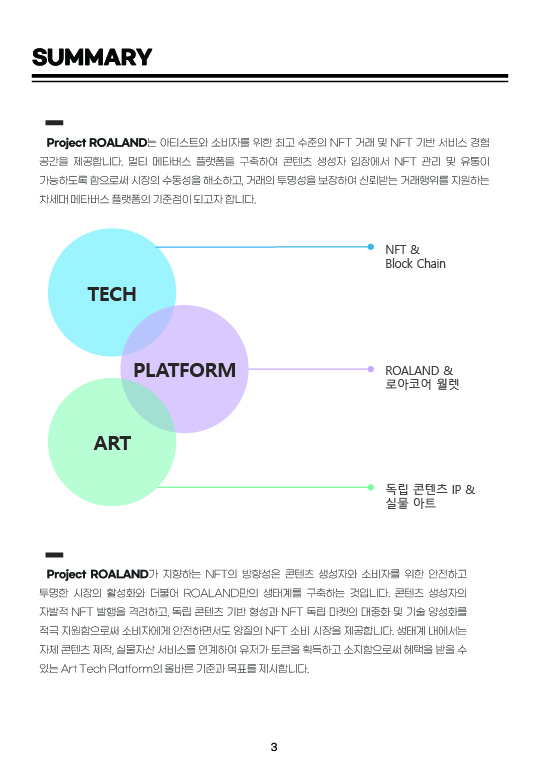 SUMMARY
Project ROALAND는 아티스트와 소비자를 위한 최고 수준의 NFT 거래 및 NFT 기반 서비스 경험
공간을 제공합니다. 멀티 메타버스 플랫폼을 구축하여 콘텐츠 생성자 입장에서 NFT 관리 및 유통이
가능하도록 함으로써 시장의 수동성을 해소하고, 거래의 투명성을 보장하여 신뢰받는 거래행위를 지원하는
차세대 메타버스 플랫폼의 기준점이 되고자 합니다.
TECH
NFT &
Block Chain
PLATFORM
ROALAND &
로아코어 월렛
ART
독립 콘텐츠 IP &
실물 아트
Project ROALAND가 지향하는 NFT의 방향성은 콘텐츠 생성자와 소비자를 위한 안전하고
투명한 시장의 활성화와 더불어 ROALAND만의 생태계를 구축하는 것입니다. 콘텐츠 생성자의
자발적 NFT 발행을 격려하고, 독립 콘텐츠 기반 형성과 NFT 독립 마켓의 대중화 및 기술 양성화를
적극 지원함으로써 소비자에게 안전하면서도 양질의 NFT 소비 시장을 제공합니다. 생태계 내에서는
자체 콘텐츠 제작, 실물자산 서비스를 연계하여 유저가 토큰을 획득하고 소지함으로써 혜택을 받을 수
있는 Art Tech Platform의 올바른 기준과 목표를 제시합니다.
3